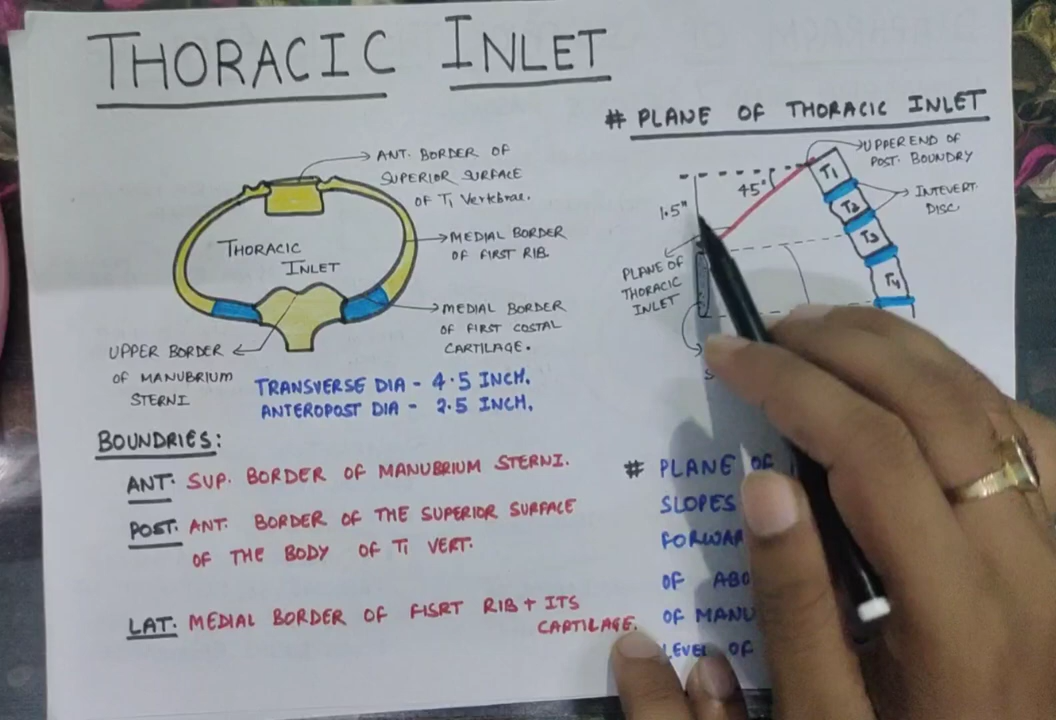 THORACIC INLET
ANT. BORDER OF
SUPERIOR SURFACE
OF T1 Vertebrae.
THORACIC
INLET
MEDIAL BORDER
OF FIRST RIB.
MEDIAL BORDER
OF FIRST COSTAL
CARTILAGE.
UPPER BORDER
OF MANUBRIUM
STERNI
TRANSVERSE DIA - 4.5 INCH.
ANTEROPOST DIA - 2.5 INCH.
BOUNDRIES:
ANT: SUP. BORDER OF MANUBRIUM STERNI.
POST: ANT. BORDER OF THE SUPERIOR SURFACE
OF THE BODY OF T1 VERT.
LAT: MEDIAL BORDER OF FISRT RIB + ITS
CARTILAGE.
# PLANE OF THORACIC INLET
UPPER END OF
POST. BOUNDRY
INTEVERT.
DISC.
T1
T2
T3
T4
45°
1.5"
PLANE OF
THORACIC
INLET
S
# PLANE OF
SLOPES
FORWAR
OF ABO
OF MANU
LEVEL OF